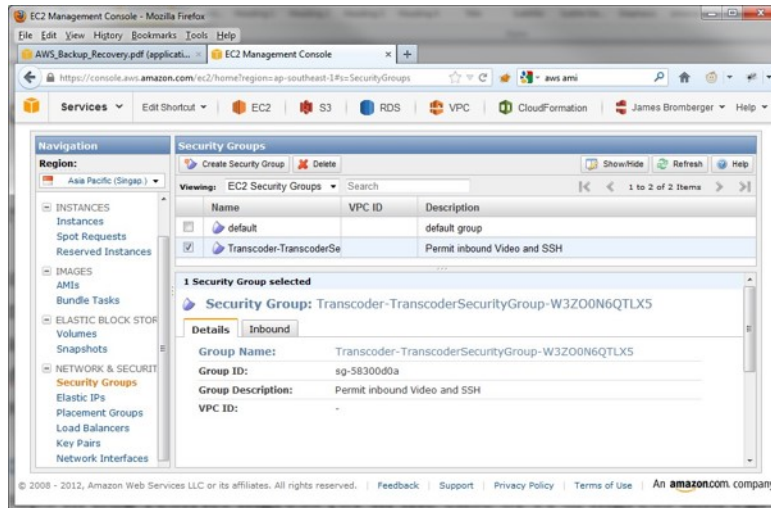 EC2 Management Console - Mozilla Firefox
File Edit View History Bookmarks Tools Help
AWS_Backup_Recovery.pdf (applicati... × EC2 Management Console × +
https://console.aws.amazon.com/ec2/home?region=ap-southeast-1#s=SecurityGroups aws ami
Services Edit Shortcut EC2 S3 RDS VPC CloudFormation James Bromberger Help
Navigation
Region:
Asia Pacific (Singap.)
INSTANCES
Instances
Spot Requests
Reserved Instances
IMAGES
AMIs
Bundle Tasks
ELASTIC BLOCK STOR
Volumes
Snapshots
NETWORK & SECURIT
Security Groups
Elastic IPs
Placement Groups
Load Balancers
Key Pairs
Network Interfaces
Security Groups
Create Security Group Delete Show/Hide Refresh Help
Viewing: EC2 Security Groups Search 1 to 2 of 2 Items
Name VPC ID Description
default default group
Transcoder-TranscoderSe Permit inbound Video and SSH
1 Security Group selected
Security Group: Transcoder-TranscoderSecurityGroup-W3ZO0N6QTLX5
Details Inbound
Group Name: Transcoder-TranscoderSecurityGroup-W3ZO0N6QTLX5
Group ID: sg-58300d0a
Group Description: Permit inbound Video and SSH
VPC ID: -
© 2008 - 2012, Amazon Web Services LLC or its affiliates. All rights reserved. Feedback Support Privacy Policy Terms of Use An amazon.com. company